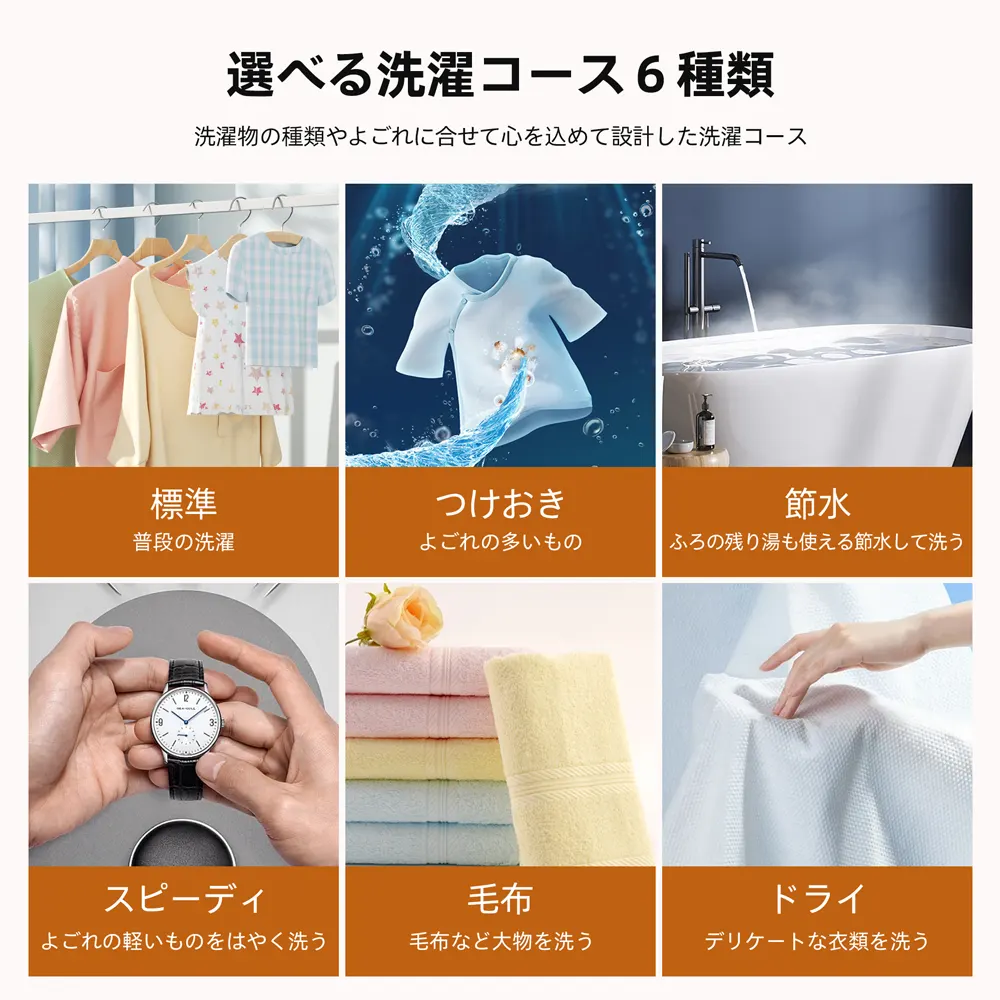 選べる洗濯コース6種類
洗濯物の種類やよごれに合せて心を込めて設計した洗濯コース
標準
普段の洗濯
つけおき
よごれの多いもの
節水
ふろの残り湯も使える節水して洗う
スピーディ
よごれの軽いものをはやく洗う
毛布
毛布など大物を洗う
ドライ
デリケートな衣類を洗う